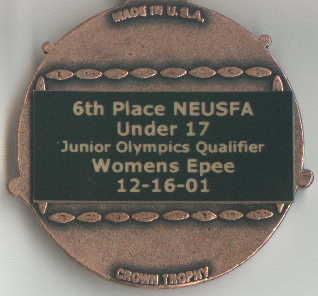 MADE IN U.S.A.
6th Place NEUSFA
Under 17
Junior Olympics Qualifier
Womens Epee
12-16-01
CROWN TROPHY